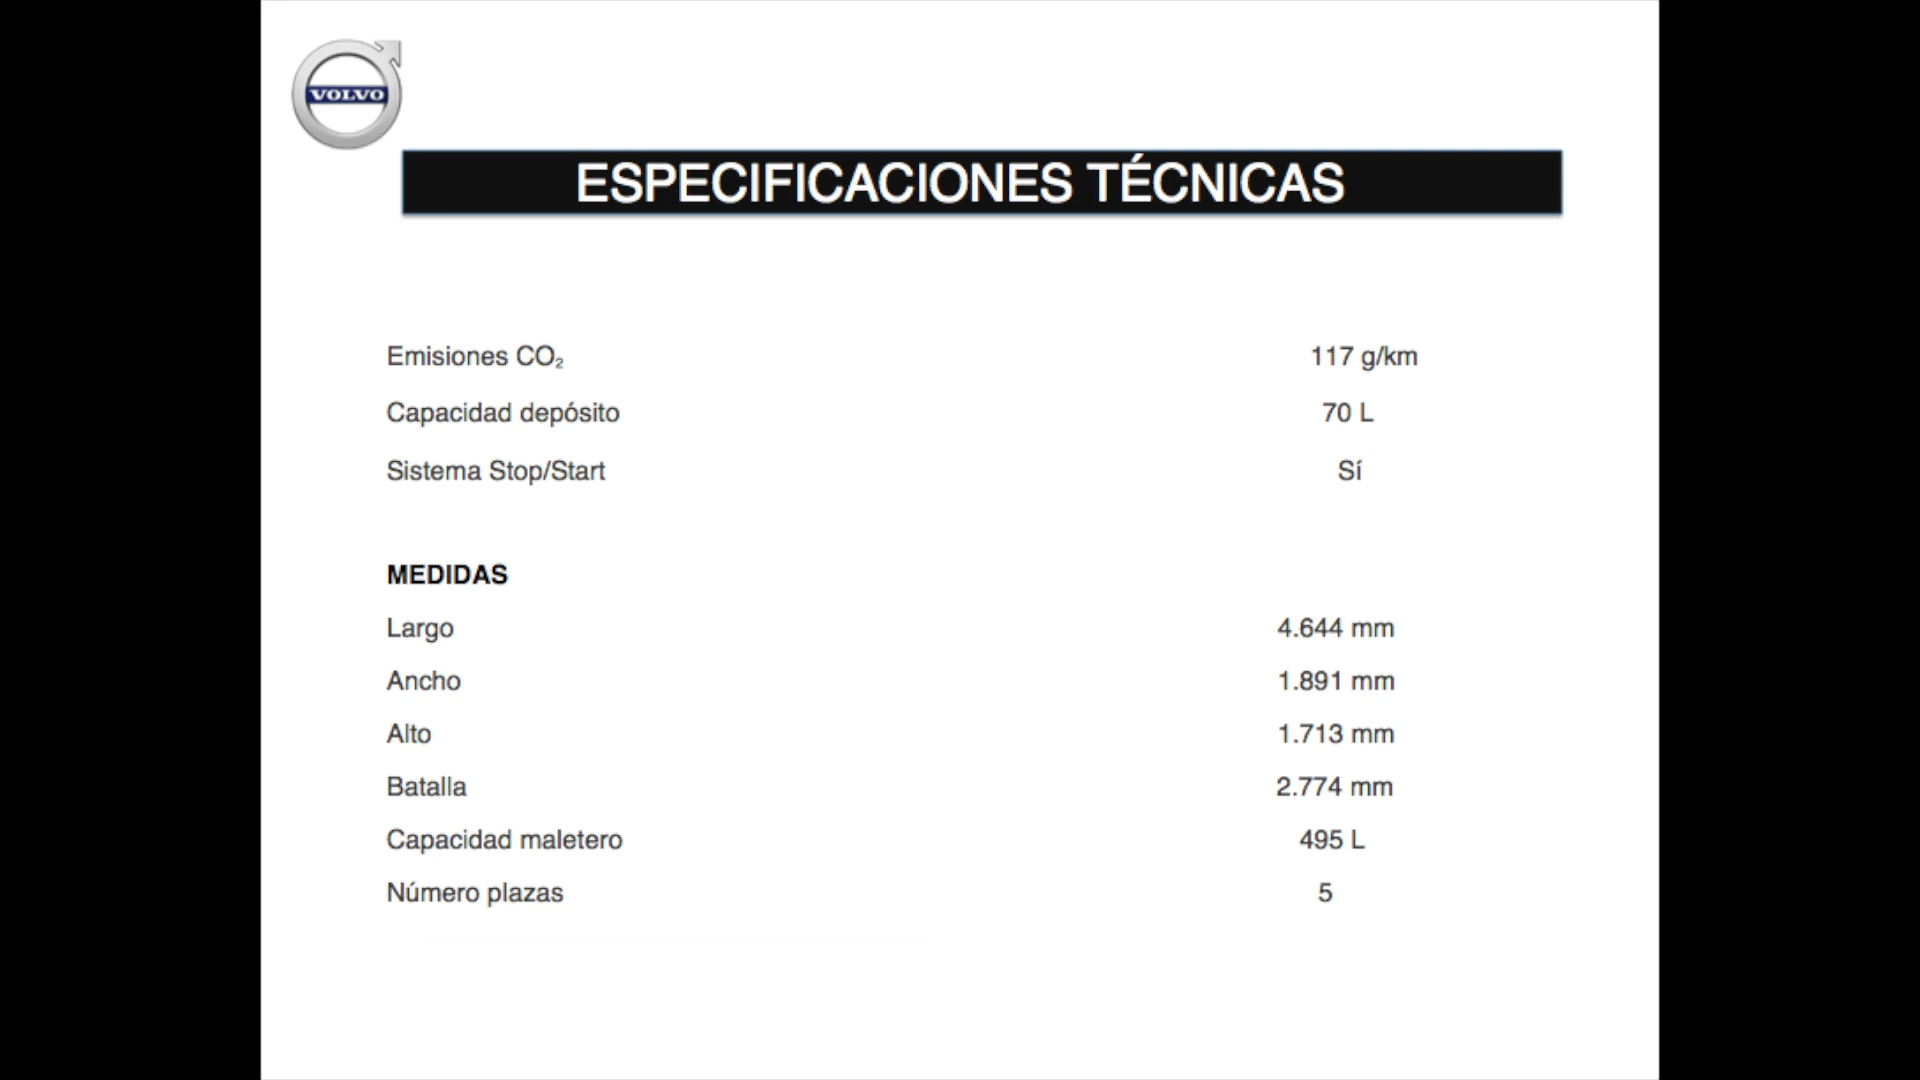 VOLVO
ESPECIFICACIONES TÉCNICAS
Emisiones CO₂ 117 g/km
Capacidad depósito 70 L
Sistema Stop/Start Sí
MEDIDAS
Largo 4.644 mm
Ancho 1.891 mm
Alto 1.713 mm
Batalla 2.774 mm
Capacidad maletero 495 L
Número plazas 5